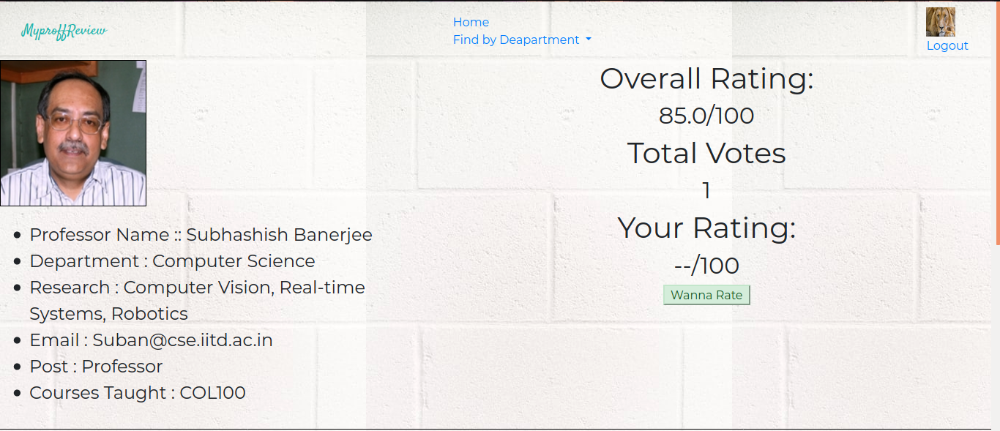 MyproffReview
Home
Find by Deapartment
Logout
Overall Rating:
85.0/100
Total Votes
1
Your Rating:
--/100
Wanna Rate
Professor Name :: Subhashish Banerjee
Department : Computer Science
Research : Computer Vision, Real-time
Systems, Robotics
Email : Suban@cse.iitd.ac.in
Post : Professor
Courses Taught : COL100